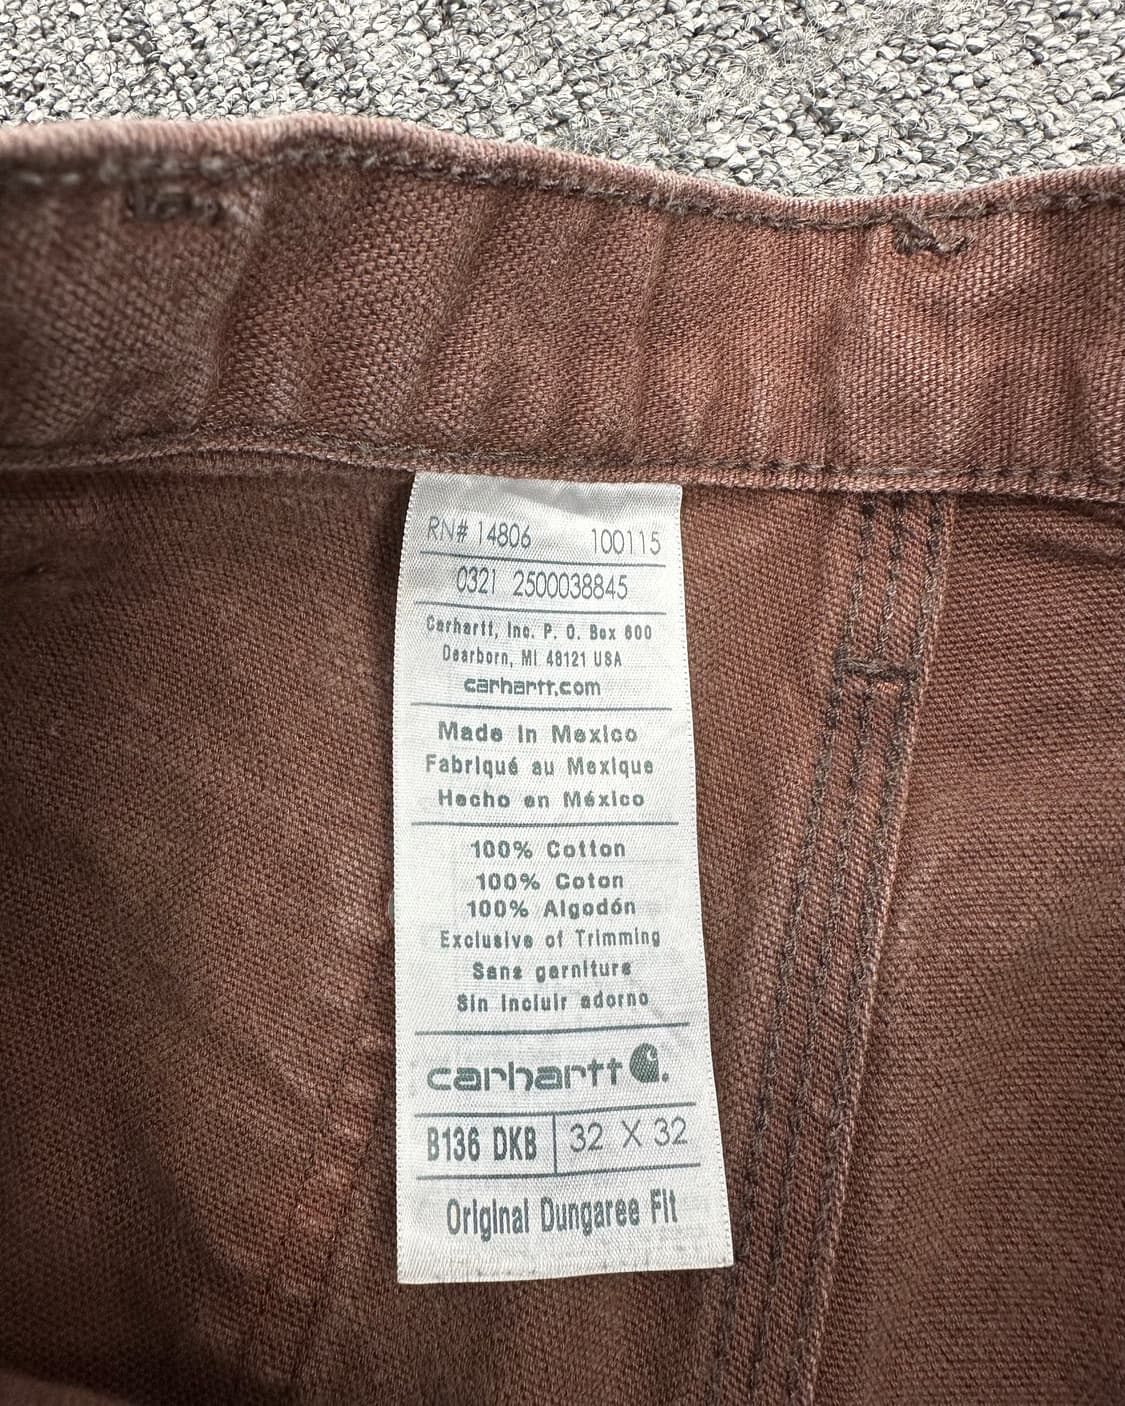 RN# 14806 100115
0321 2500038845
Carhartt, Inc. P. O. Box 600
Dearborn, MI 48121 USA
carhartt.com
Made in Mexico
Fabriqué au Mexique
Hecho en México
100% Cotton
100% Coton
100% Algodón
Exclusive of Trimming
Sans garniture
Sin incluir adorno
carhartt
B136 DKB 32 X 32
Original Dungaree Fit